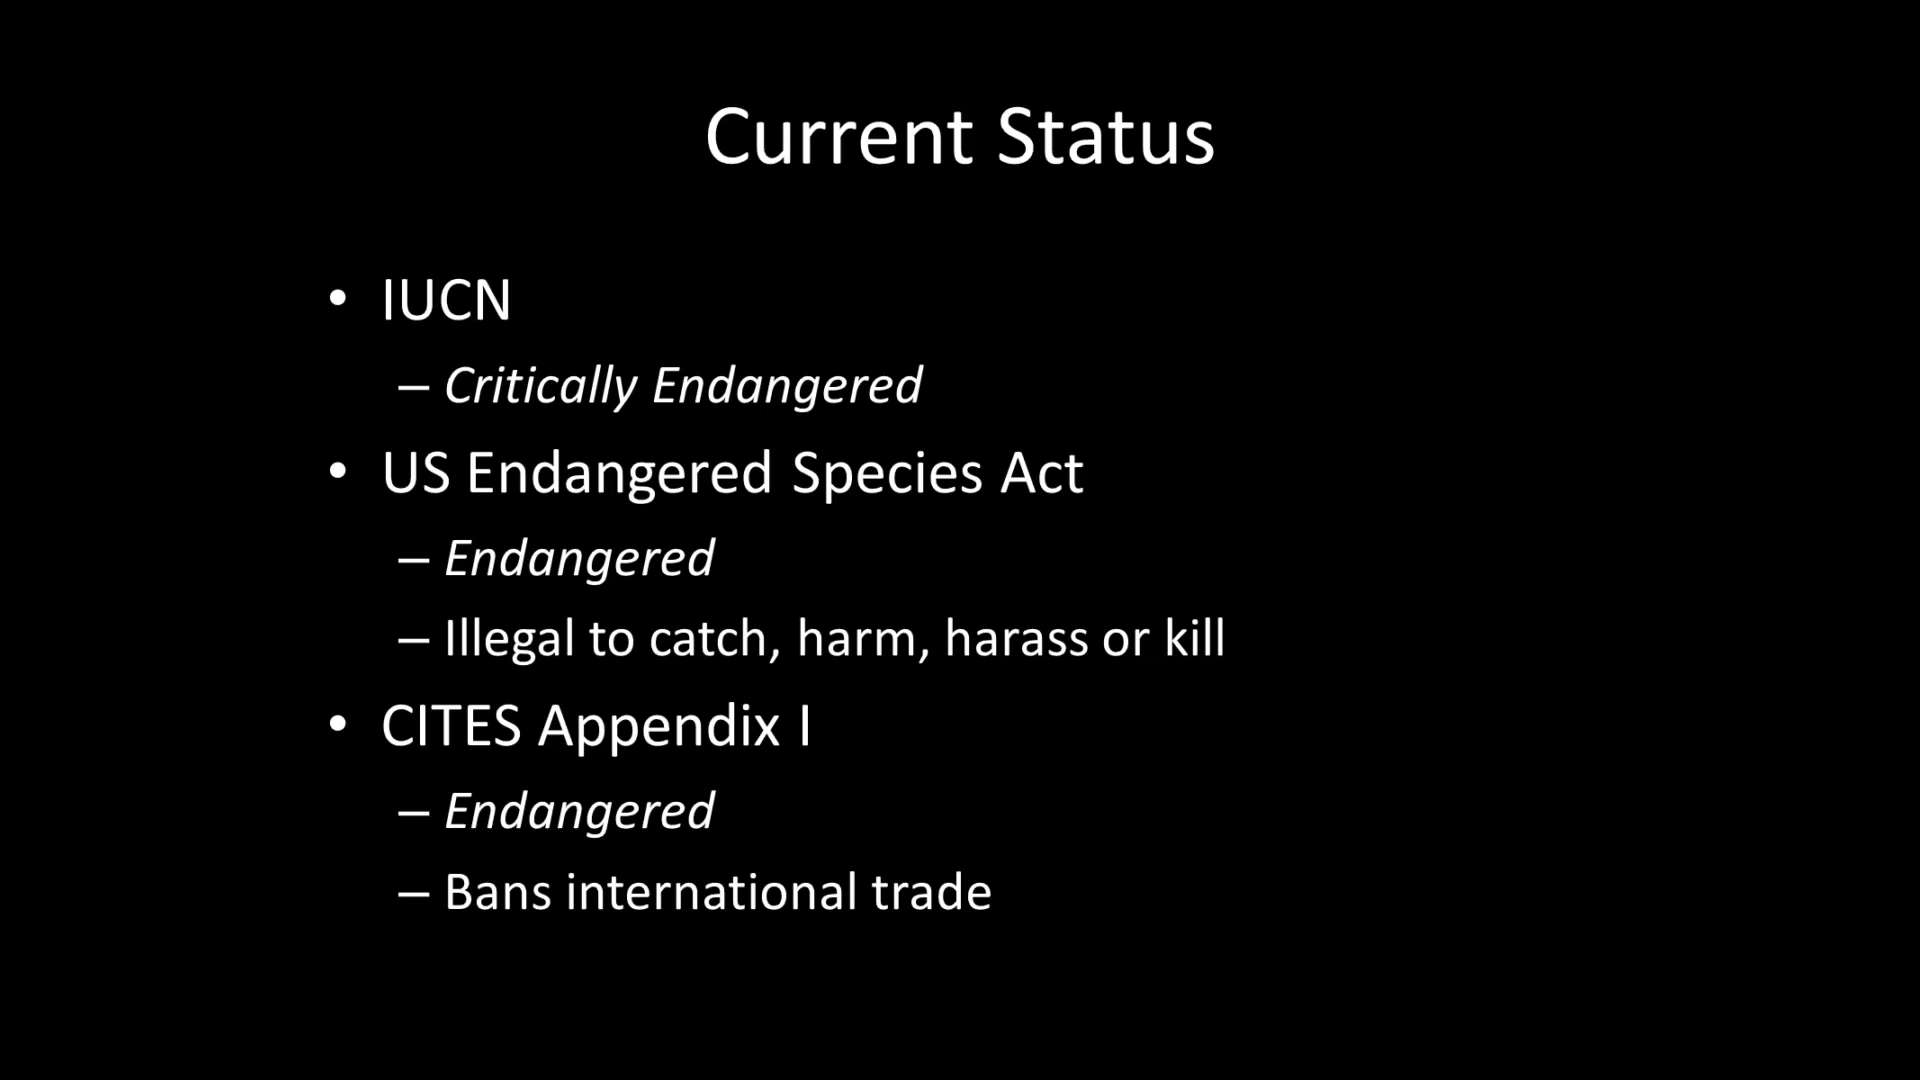 Current Status
• IUCN
– Critically Endangered
• US Endangered Species Act
– Endangered
– Illegal to catch, harm, harass or kill
• CITES Appendix I
– Endangered
– Bans international trade